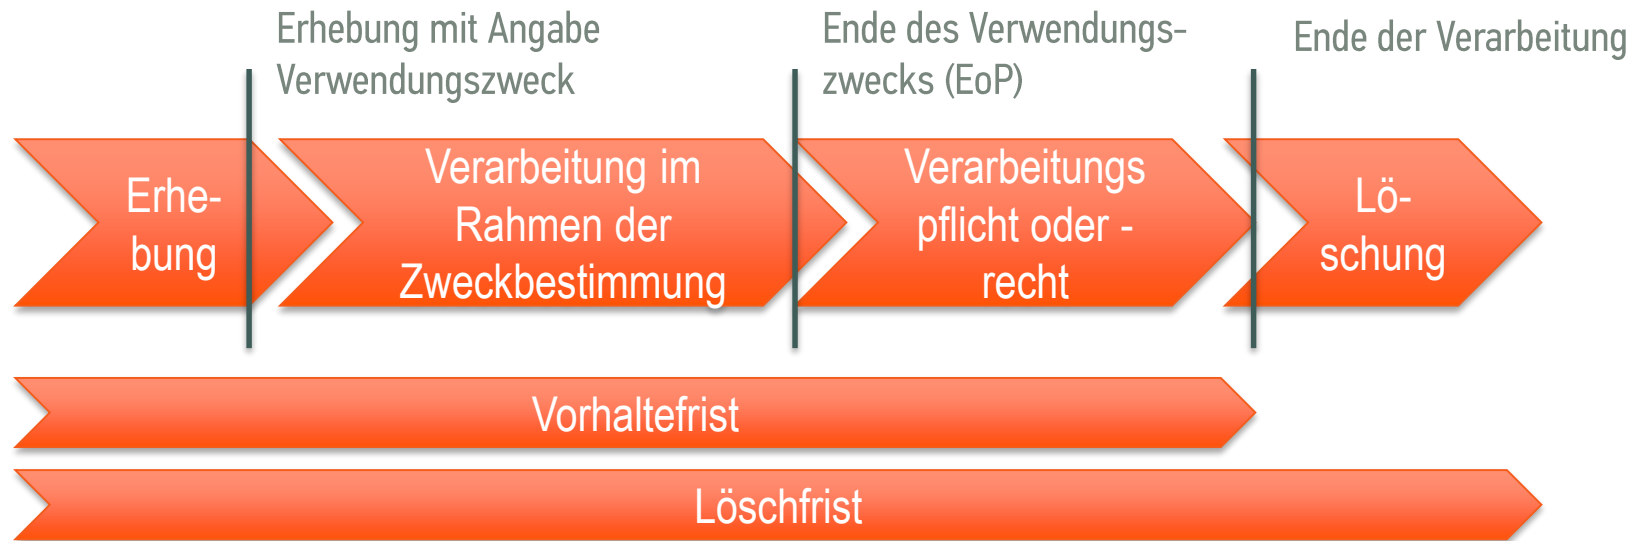 Erhebung mit Angabe
Verwendungszweck
Ende des Verwendungs-
zwecks (EoP)
Ende der Verarbeitung
Erhe-
bung
Verarbeitung im
Rahmen der
Zweckbestimmung
Verarbeitungs
pflicht oder -
recht
Lö-
schung
Vorhaltefrist
Löschfrist